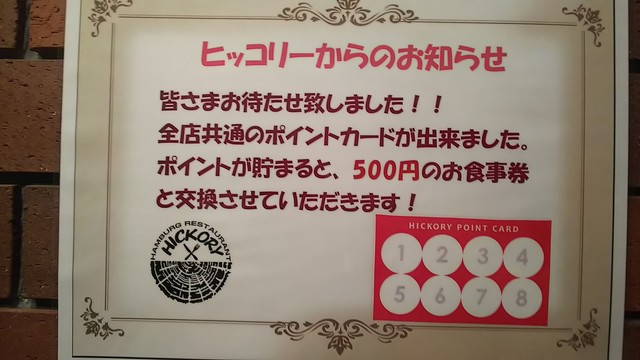 ヒッコリーからのお知らせ
皆さまお待たせ致しました！！
全店共通のポイントカードが出来ました。
ポイントが貯まると、500円のお食事券
と交換させていただきます！
HAMBURG RESTAURANT
HICKORY
HICKORY POINT CARD
1 2 3 4
5 6 7 8